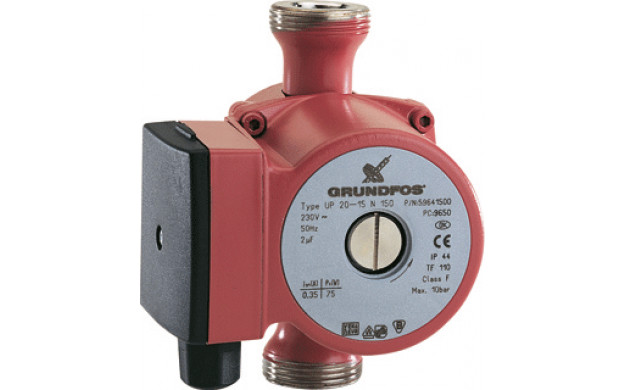 GRUNDFOS
Type UP 20-15 N 150 P/N:59641500
230V~ PC:9650
50Hz
2µF
CE
IP 44
TF 110
Class F
Max. 10bar
I₁/₁(A) P₁(W)
0.35 75